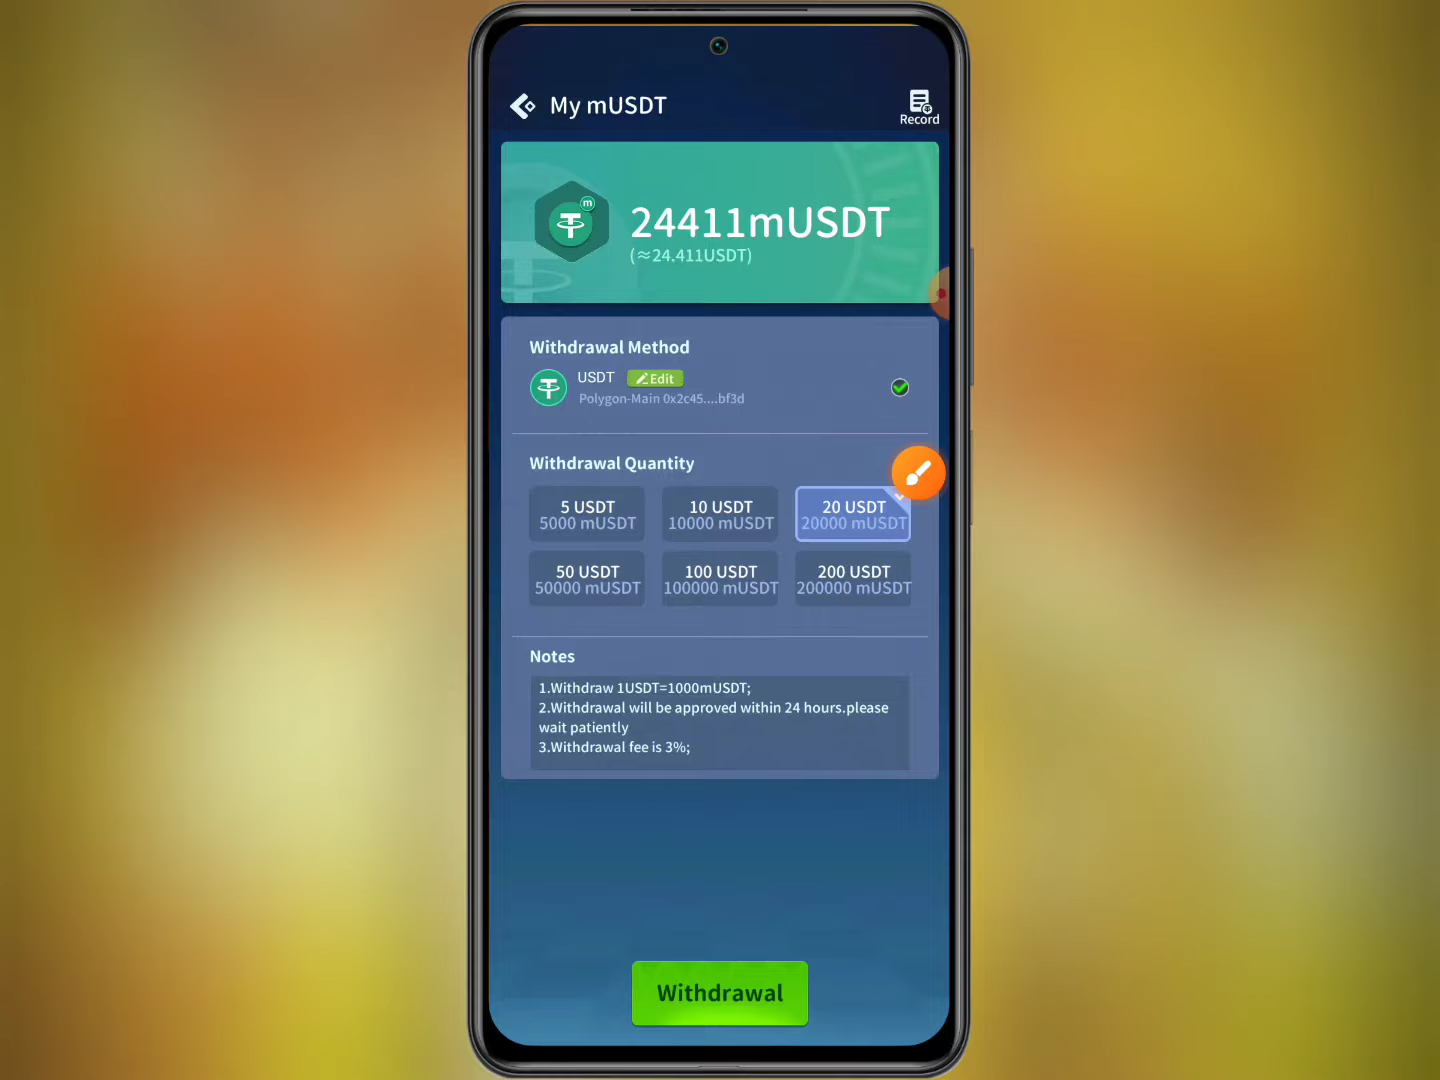 My mUSDT
Record
m
24411mUSDT
(≈24.411USDT)
Withdrawal Method
USDT
Edit
Polygon-Main 0x2c45....bf3d
Withdrawal Quantity
5 USDT
5000 mUSDT
10 USDT
10000 mUSDT
20 USDT
20000 mUSDT
50 USDT
50000 mUSDT
100 USDT
100000 mUSDT
200 USDT
200000 mUSDT
Notes
1.Withdraw 1USDT=1000mUSDT;
2.Withdrawal will be approved within 24 hours.please
wait patiently
3.Withdrawal fee is 3%;
Withdrawal